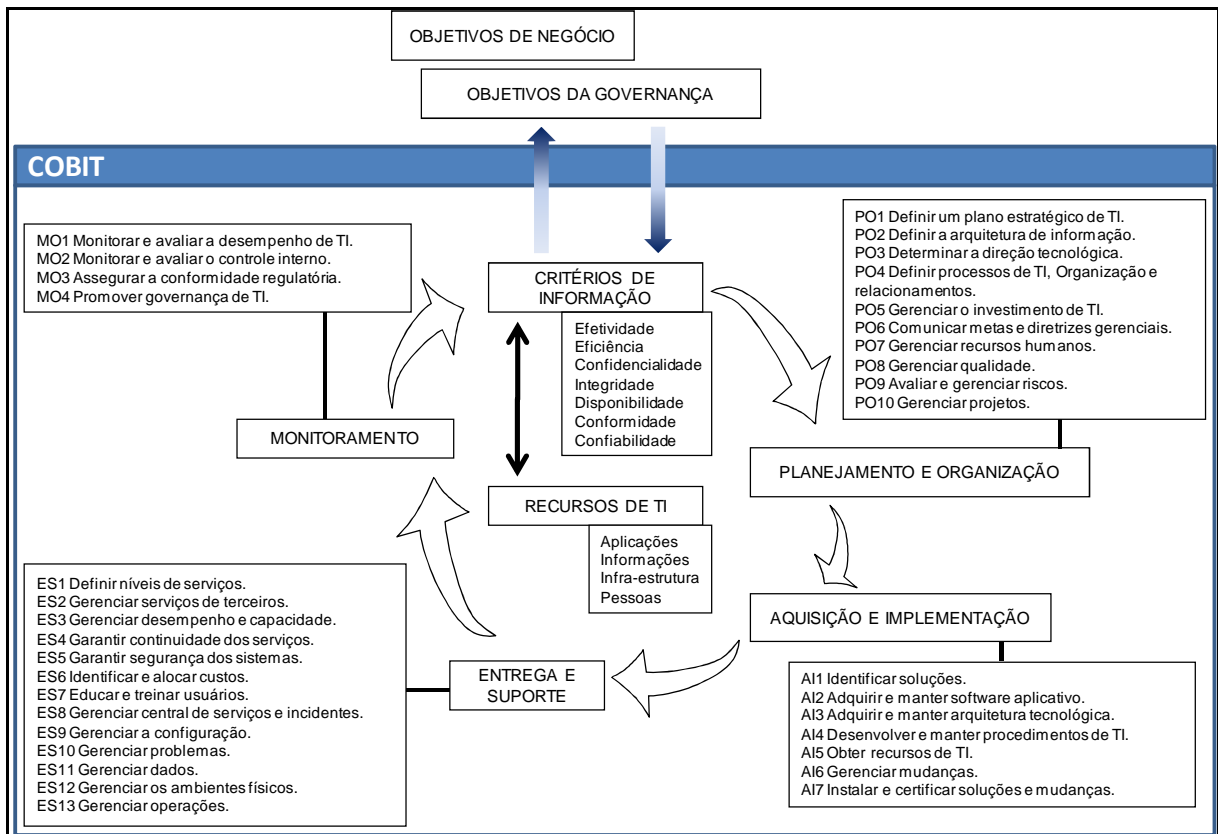 OBJETIVOS DE NEGÓCIO
OBJETIVOS DA GOVERNANÇA
COBIT
MO1 Monitorar e avaliar a desempenho de TI.
MO2 Monitorar e avaliar o controle interno.
MO3 Assegurar a conformidade regulatória.
MO4 Promover governança de TI.
MONITORAMENTO
CRITÉRIOS DE
INFORMAÇÃO
Efetividade
Eficiência
Confidencialidade
Integridade
Disponibilidade
Conformidade
Confiabilidade
RECURSOS DE TI
Aplicações
Informações
Infra-estrutura
Pessoas
PO1 Definir um plano estratégico de TI.
PO2 Definir a arquitetura de informação.
PO3 Determinar a direção tecnológica.
PO4 Definir processos de TI, Organização e
relacionamentos.
PO5 Gerenciar o investimento de TI.
PO6 Comunicar metas e diretrizes gerenciais.
PO7 Gerenciar recursos humanos.
PO8 Gerenciar qualidade.
PO9 Avaliar e gerenciar riscos.
PO10 Gerenciar projetos.
PLANEJAMENTO E ORGANIZAÇÃO
AQUISIÇÃO E IMPLEMENTAÇÃO
AI1 Identificar soluções.
AI2 Adquirir e manter software aplicativo.
AI3 Adquirir e manter arquitetura tecnológica.
AI4 Desenvolver e manter procedimentos de TI.
AI5 Obter recursos de TI.
AI6 Gerenciar mudanças.
AI7 Instalar e certificar soluções e mudanças.
ENTREGA E
SUPORTE
ES1 Definir níveis de serviços.
ES2 Gerenciar serviços de terceiros.
ES3 Gerenciar desempenho e capacidade.
ES4 Garantir continuidade dos serviços.
ES5 Garantir segurança dos sistemas.
ES6 Identificar e alocar custos.
ES7 Educar e treinar usuários.
ES8 Gerenciar central de serviços e incidentes.
ES9 Gerenciar a configuração.
ES10 Gerenciar problemas.
ES11 Gerenciar dados.
ES12 Gerenciar os ambientes físicos.
ES13 Gerenciar operações.